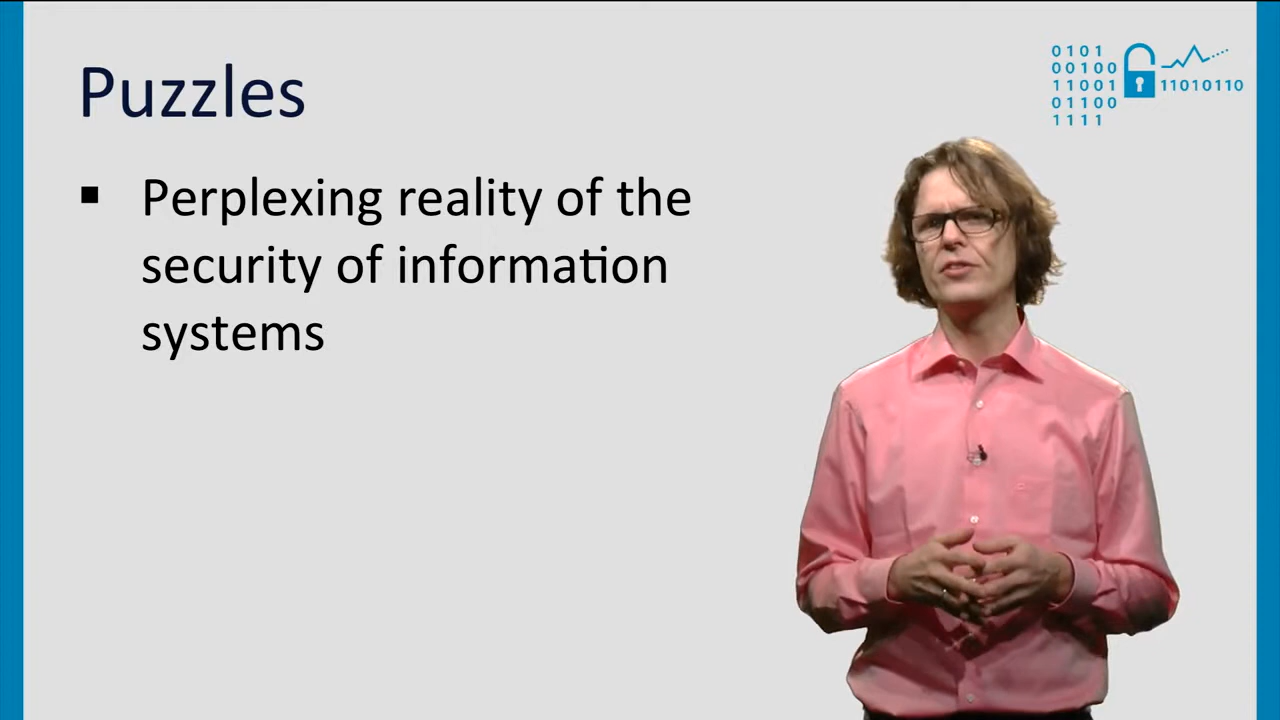 Puzzles
▪ Perplexing reality of the
security of information
systems
0101
00100
11001
01100
1111
11010110